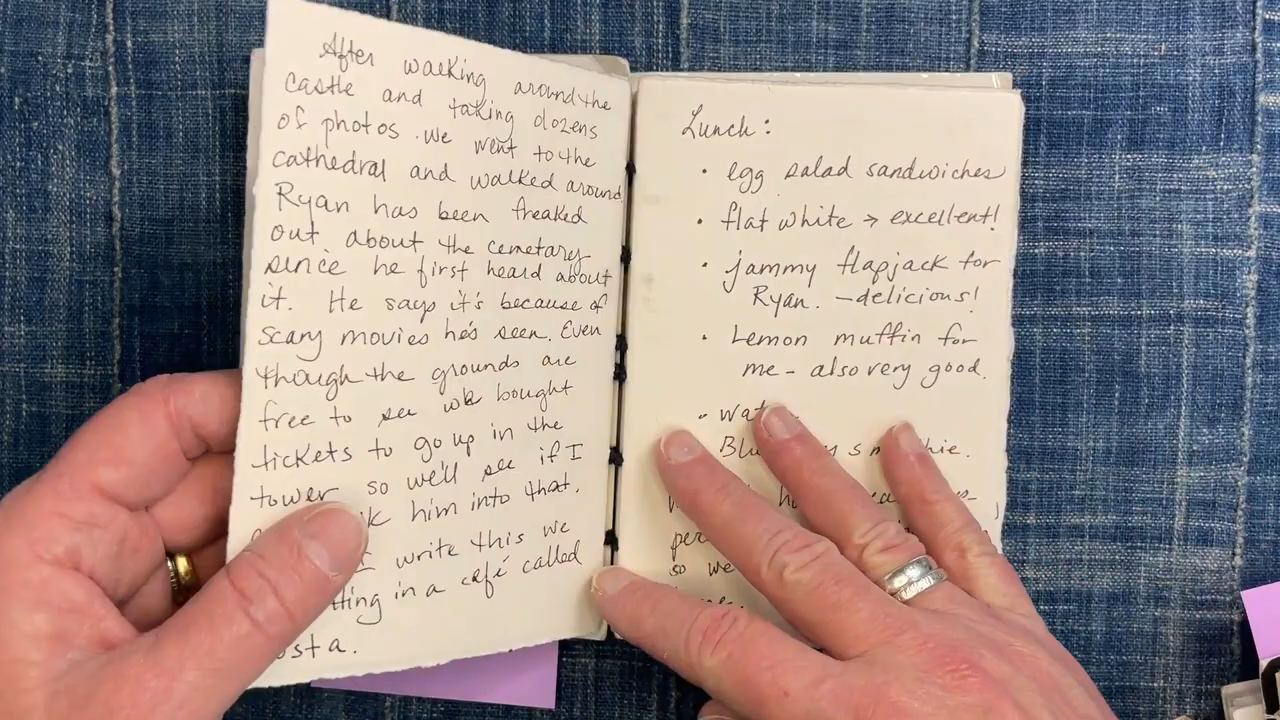 After walking around the
castle and taking dozens
of photos. we went to the
cathedral and walked around.
Ryan has been freaked
out about the cemetary
since he first heard about
it. He says it's because of
scary movies he's seen. Even
though the grounds are
free to see we bought
tickets to go up in the
tower so we'll see if I
him into that.
I write this we
in a café called
Lunch:
• egg salad sandwiches
• flat white → excellent!
• jammy flapjack for
Ryan. - delicious!
• Lemon muffin for
me - also very good.
so we